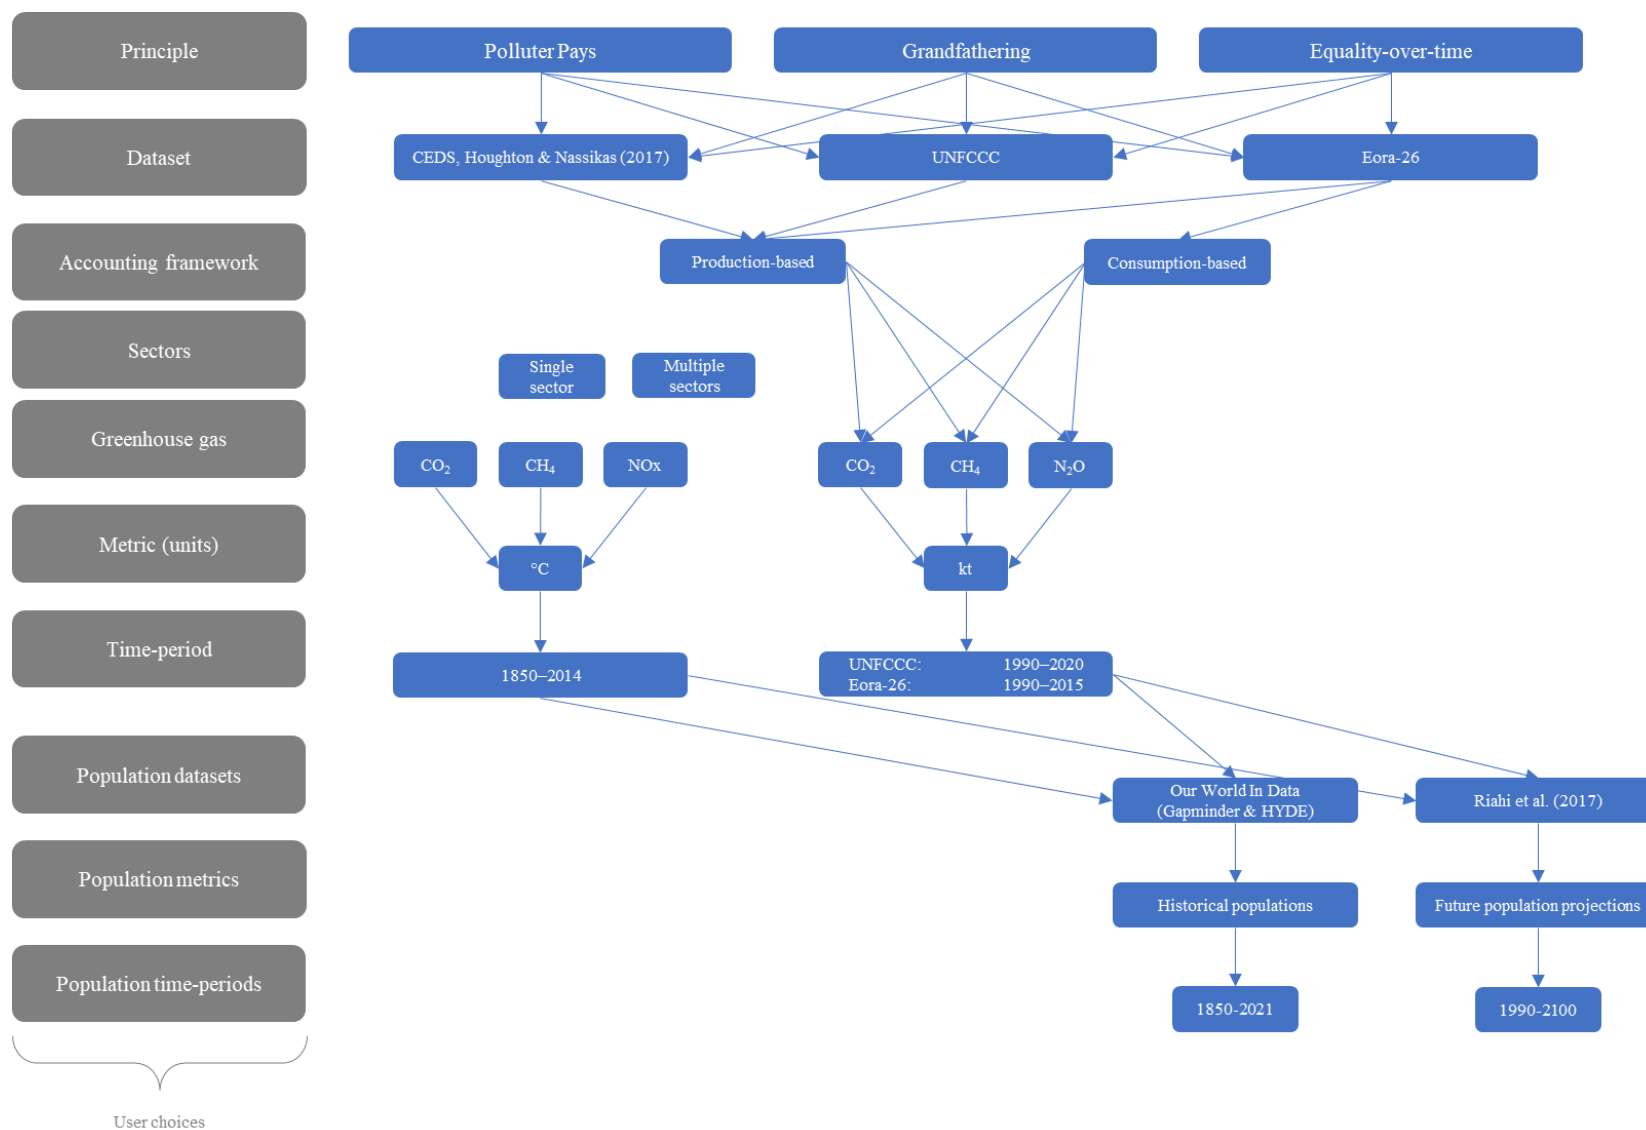 Principle
Polluter Pays
Grandfathering
Equality-over-time
Dataset
CEDS, Houghton & Nassikas (2017)
UNFCCC
Eora-26
Accounting framework
Production-based
Consumption-based
Sectors
Single
sector
Multiple
sectors
Greenhouse gas
CO₂
CH₄
NOx
CO₂
CH₄
N₂O
Metric (units)
°C
kt
Time-period
1850–2014
UNFCCC: 1990–2020
Eora-26: 1990–2015
Population datasets
Our World In Data
(Gapminder & HYDE)
Riahi et al. (2017)
Population metrics
Historical populations
Future population projections
Population time-periods
1850-2021
1990-2100
User choices